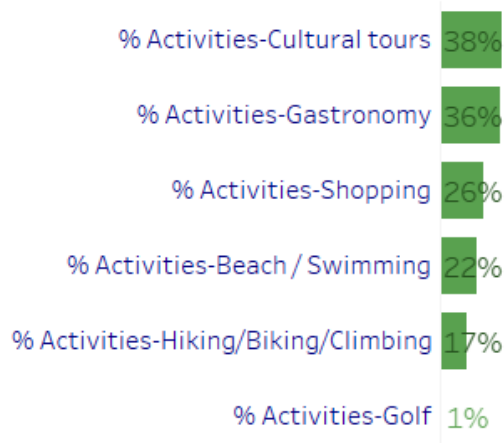 % Activities-Cultural tours 38%
% Activities-Gastronomy 36%
% Activities-Shopping 26%
% Activities-Beach / Swimming 22%
% Activities-Hiking/Biking/Climbing 17%
% Activities-Golf 1%